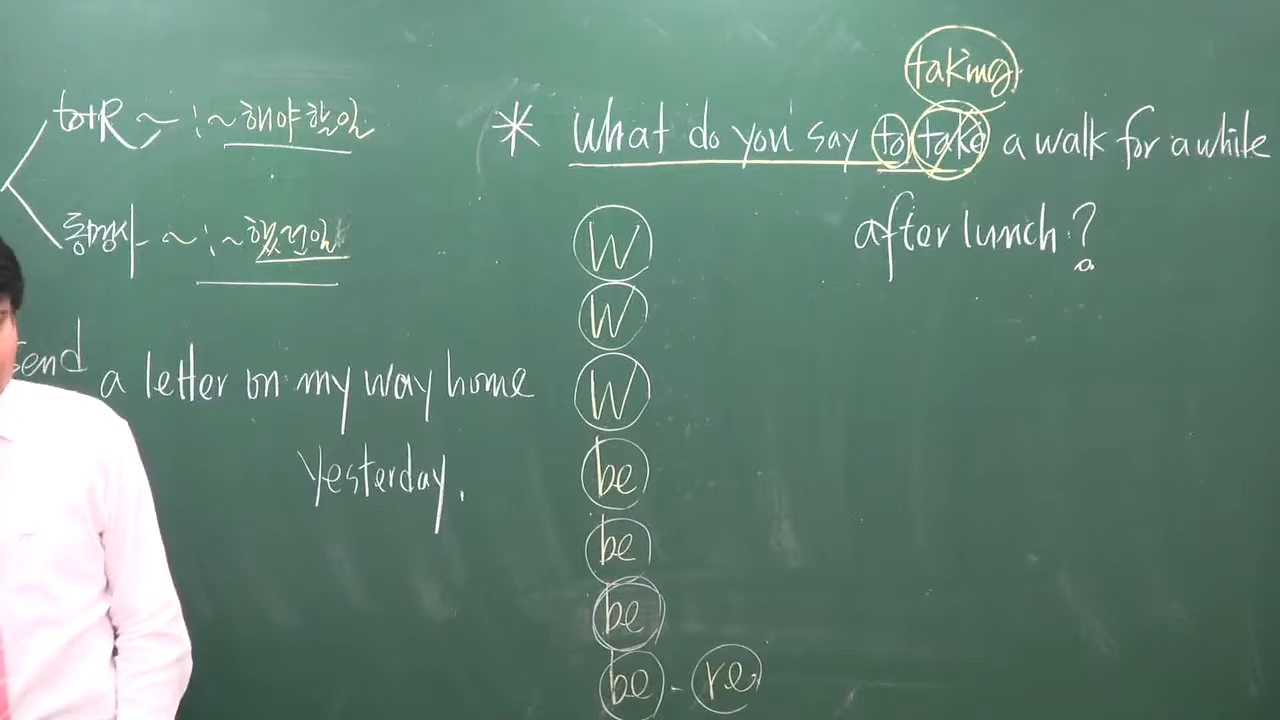 to+R ~ : ~해야 할 일
동명사 ~ : ~했던 일
send a letter on my way home
yesterday.
taking
* What do you say to take a walk for a while
after lunch?
W
W
W
be
be
be
be - re